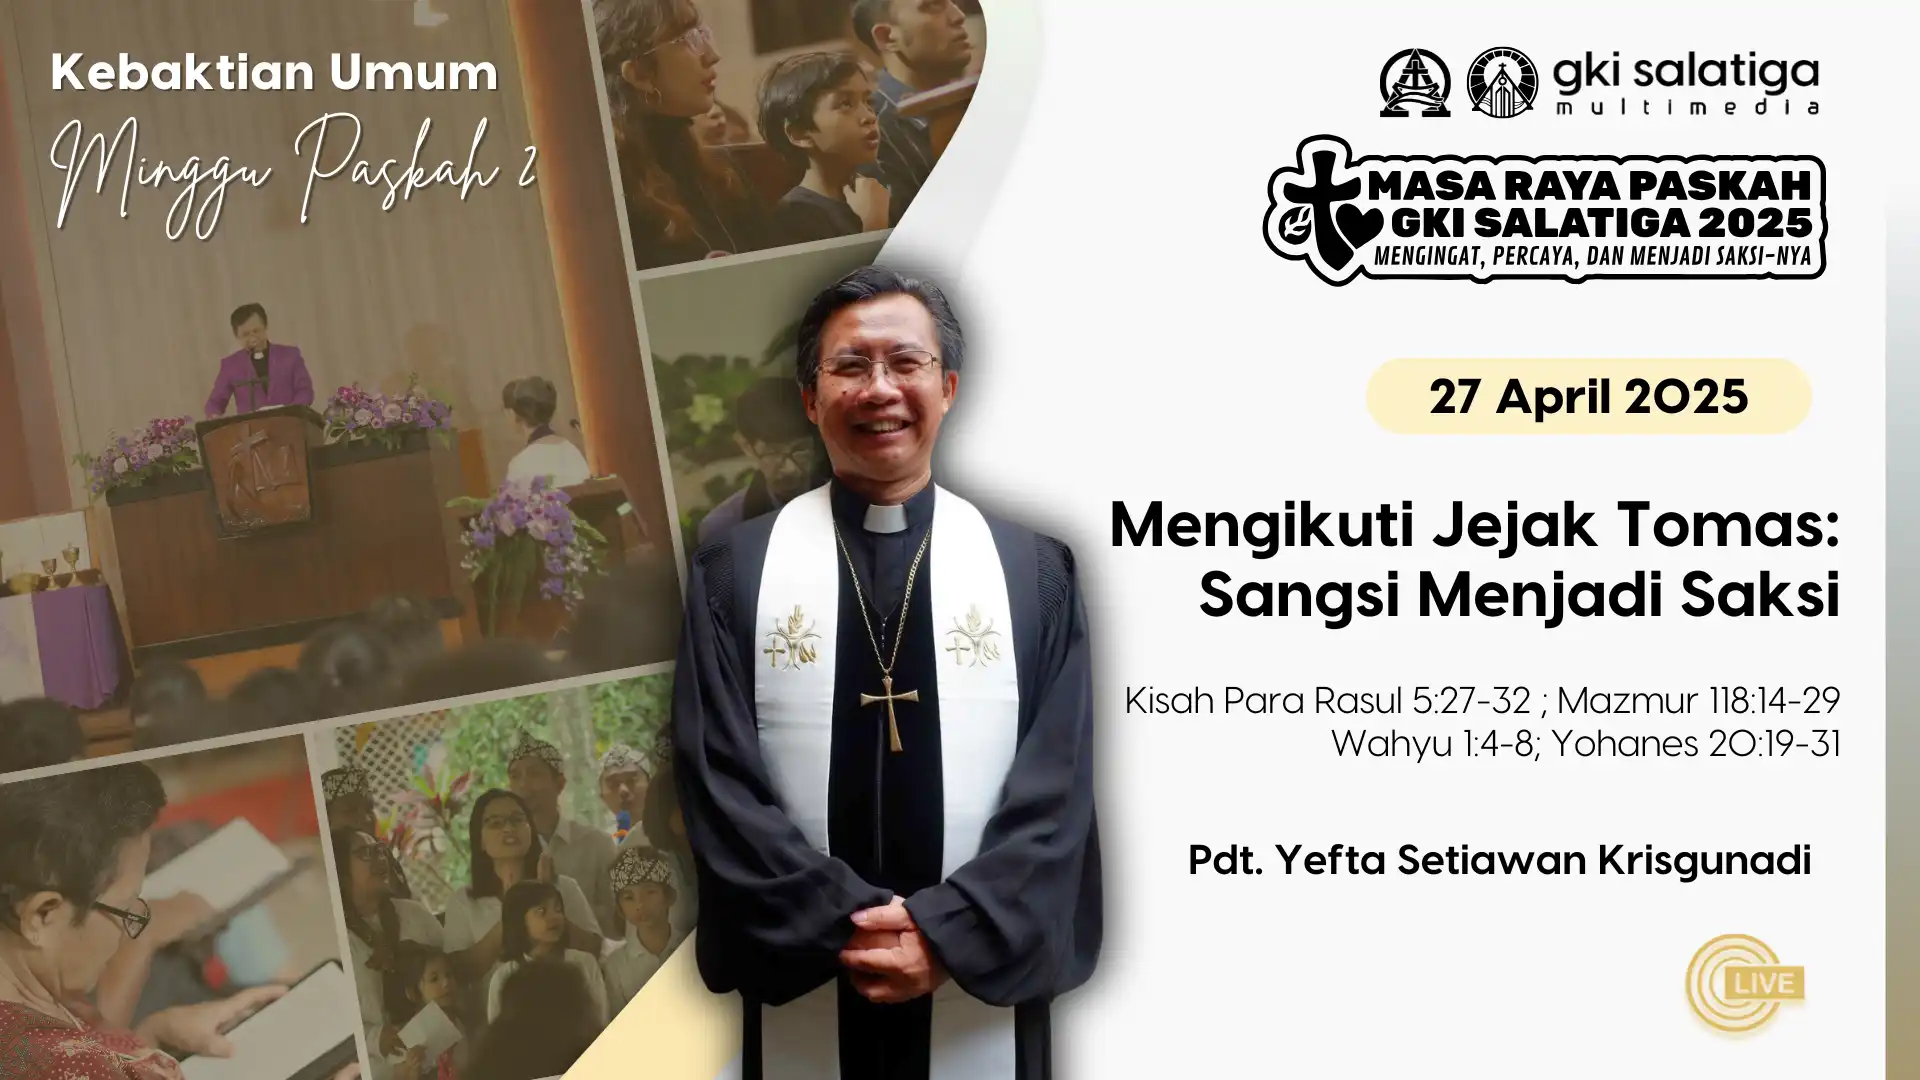 Kebaktian Umum
Minggu Paskah 2
gki salatiga
multimedia
MASA RAYA PASKAH
GKI SALATIGA 2025
MENGINGAT, PERCAYA, DAN MENJADI SAKSI-NYA
27 April 2025
Mengikuti Jejak Tomas:
Sangsi Menjadi Saksi
Kisah Para Rasul 5:27-32 ; Mazmur 118:14-29
Wahyu 1:4-8; Yohanes 20:19-31
Pdt. Yefta Setiawan Krisgunadi
LIVE